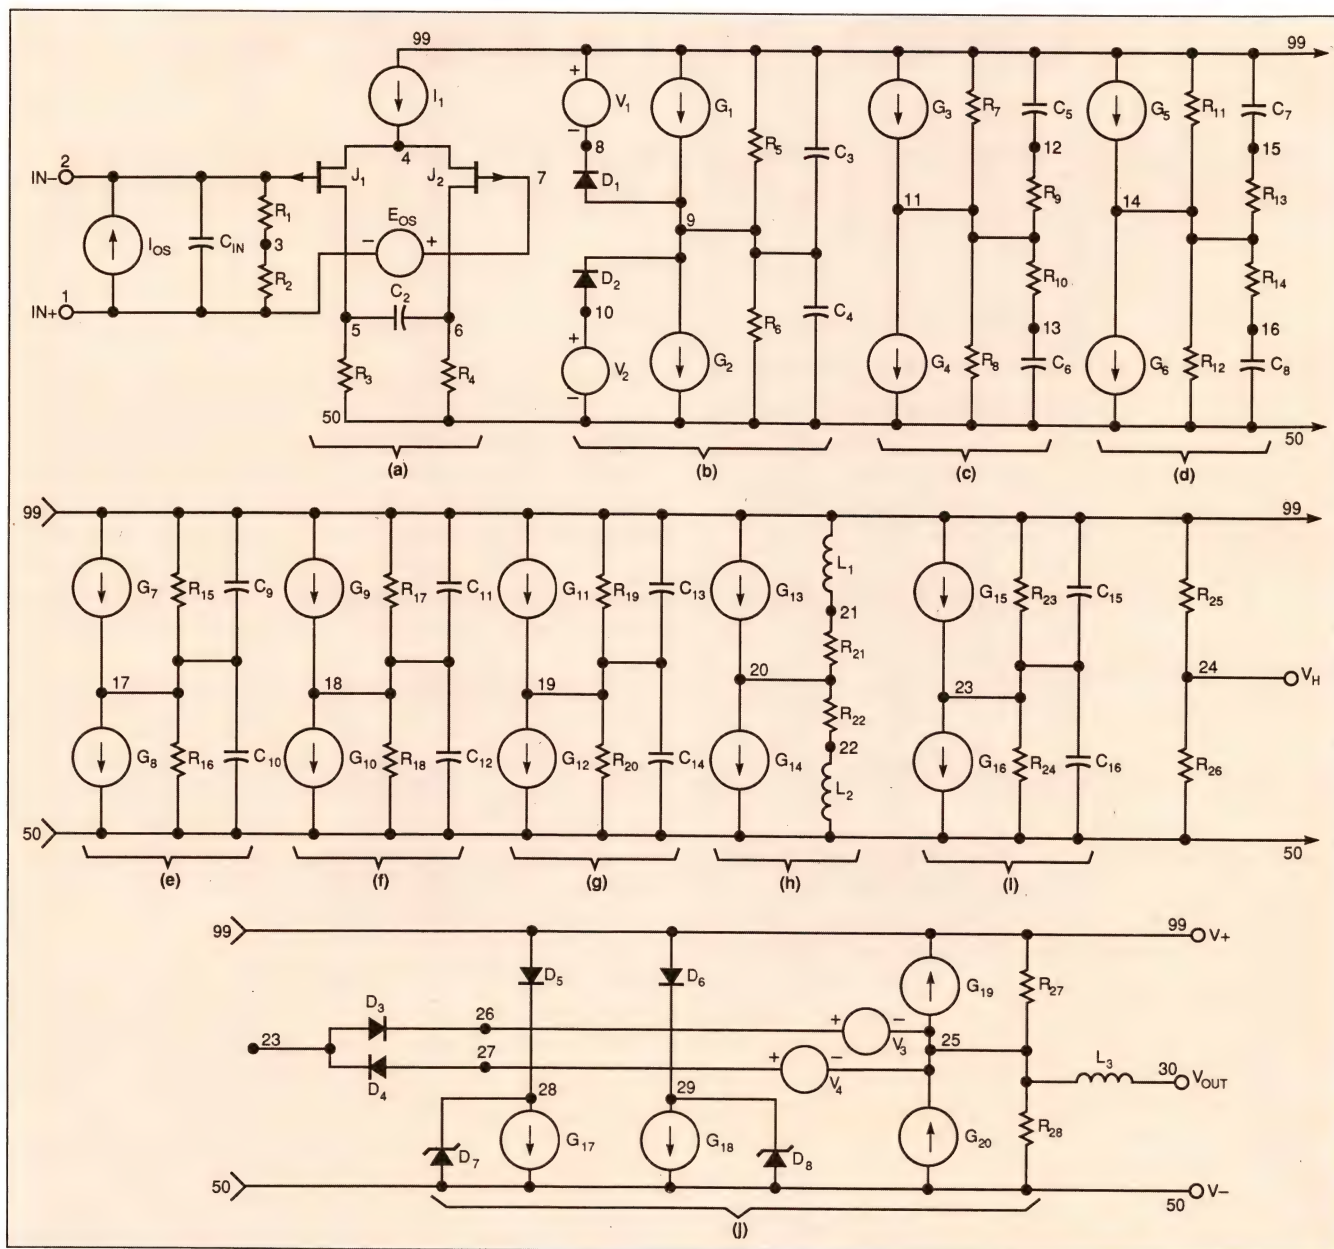 99
99
I1
V1
+
−
8
D1
G1
R5
C3
G3
R7
C5
12
R9
G5
R11
C7
15
R13
IN− 2
4
J1
J2
7
R1
3
R2
IOS
CIN
EOS
−
+
IN+ 1
C2
5
6
R3
R4
50
9
D2
10
+
V2
−
G2
R6
C4
11
R10
13
G4
R8
C6
14
R14
16
G6
R12
C8
50
(a)
(b)
(c)
(d)
99
99
G7
R15
C9
G9
R17
C11
G11
R19
C13
G13
L1
21
R21
G15
R23
C15
R25
17
18
19
20
23
24
VH
G8
R16
C10
G10
R18
C12
G12
R20
C14
G14
R22
22
L2
G16
R24
C16
R26
50
50
(e)
(f)
(g)
(h)
(i)
99
99 V+
D5
D6
G19
R27
23
D3
26
+
−
V3
25
D4
27
+
−
V4
L3
30
VOUT
28
29
D7
G17
G18
D8
G20
R28
50
50 V−
(j)